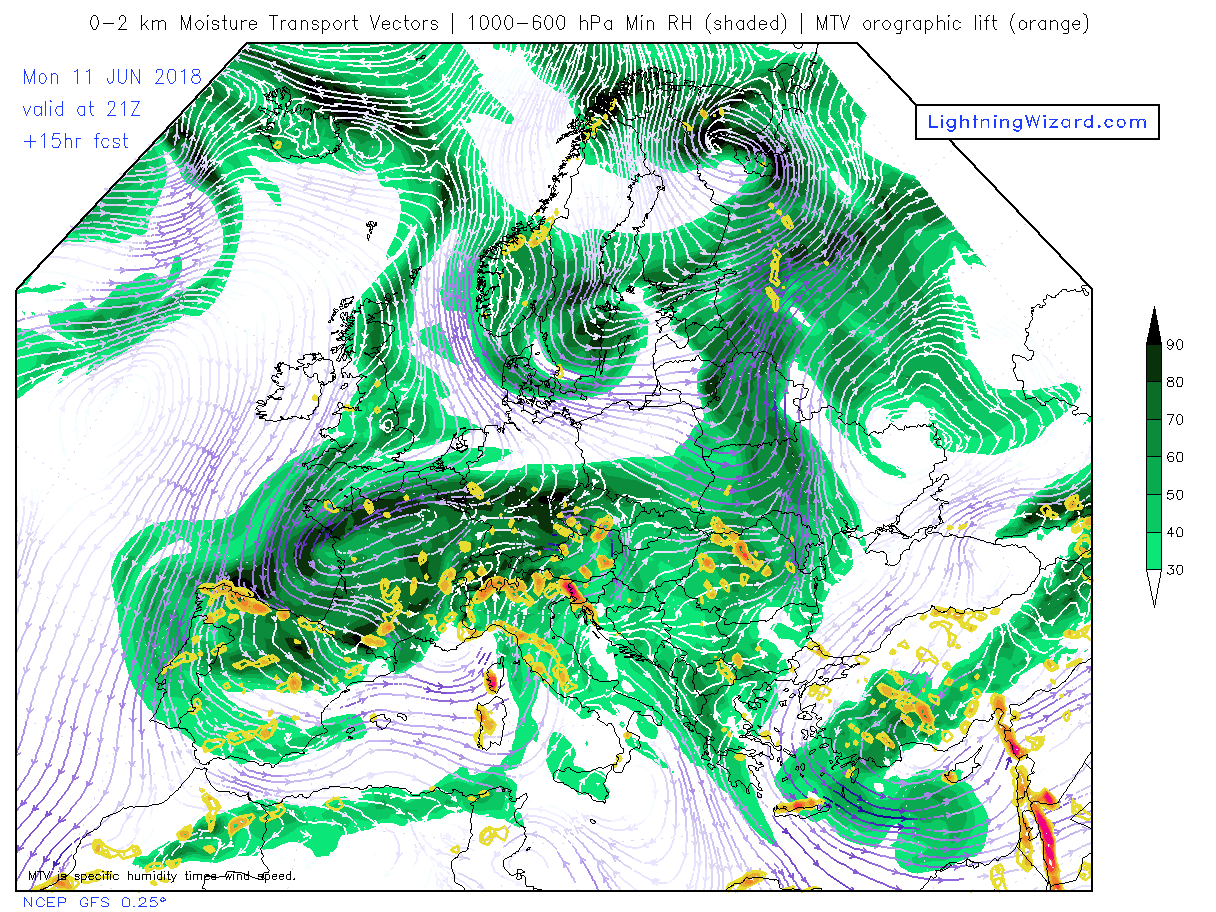 0-2 km Moisture Transport Vectors | 1000-600 hPa Min RH (shaded) | MTV orographic lift (orange)
Mon 11 JUN 2018
valid at 21Z
+15hr fcst
LightningWizard.com
90
80
70
60
50
40
30
MTV is specific humidity times wind speed.
NCEP GFS 0.25°